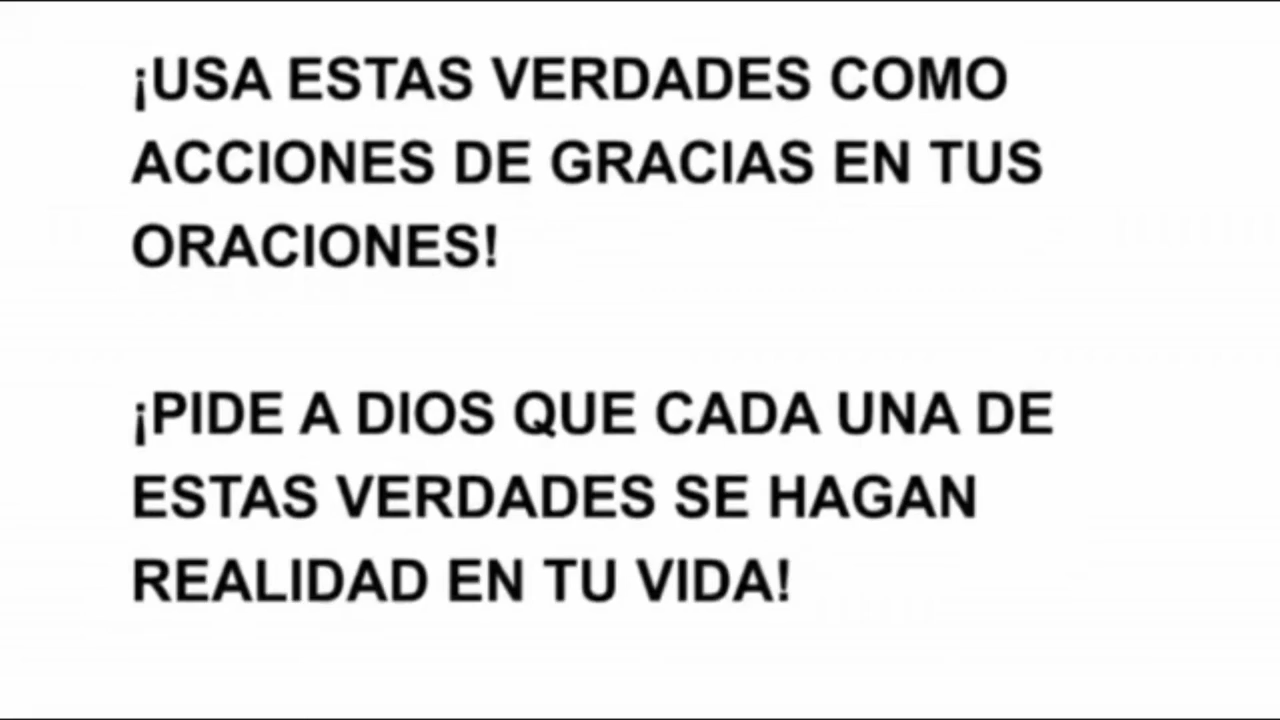 ¡USA ESTAS VERDADES COMO
ACCIONES DE GRACIAS EN TUS
ORACIONES!
¡PIDE A DIOS QUE CADA UNA DE
ESTAS VERDADES SE HAGAN
REALIDAD EN TU VIDA!